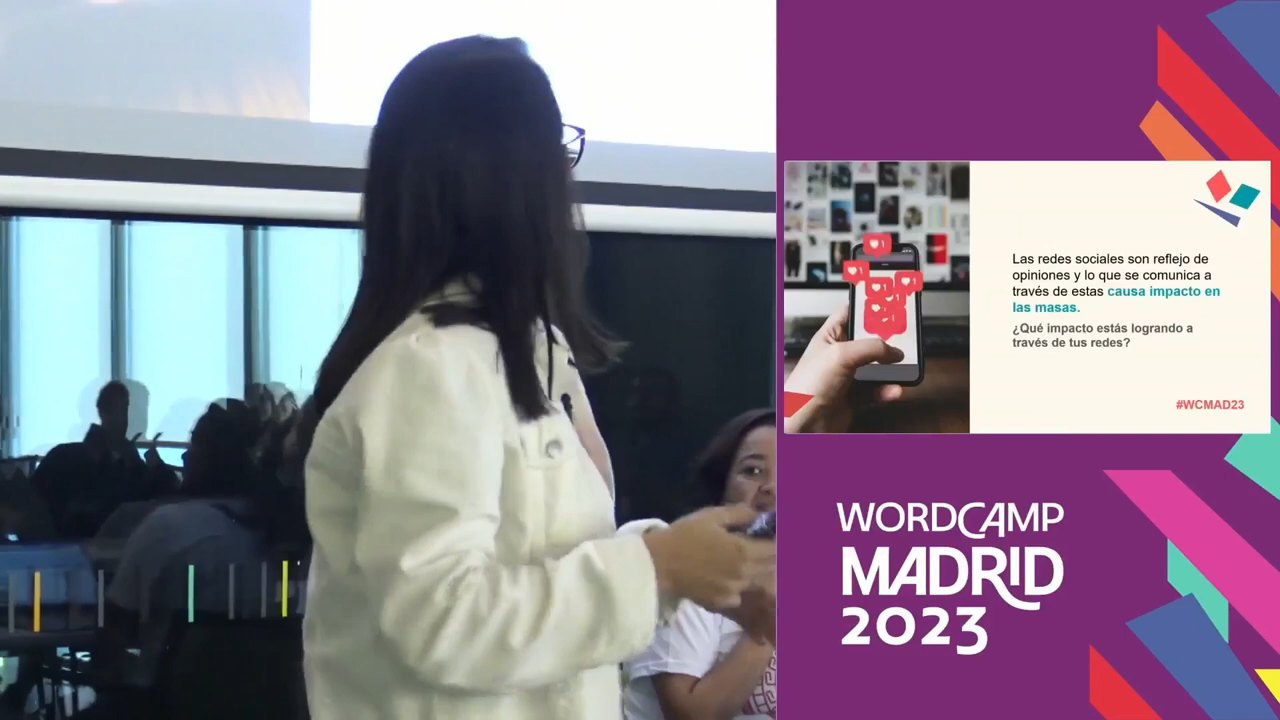 Las redes sociales son reflejo de
opiniones y lo que se comunica a
través de estas causa impacto en
las masas.
¿Qué impacto estás logrando a
través de tus redes?
#WCMAD23
WORDCAMP
MADRID
2023